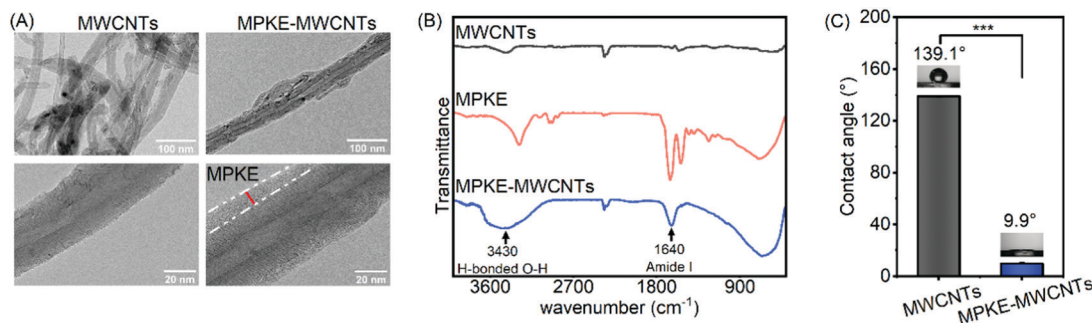 (A)
MWCNTs
MPKE-MWCNTs
100 nm
100 nm
MPKE
20 nm
20 nm
(B)
MWCNTs
MPKE
MPKE-MWCNTs
3430
H-bonded O-H
1640
Amide I
Transmittance
3600
2700
1800
900
wavenumber (cm⁻¹)
(C)
Contact angle (°)
200
160
120
80
40
0
139.1°
***
9.9°
MWCNTs
MPKE-MWCNTs